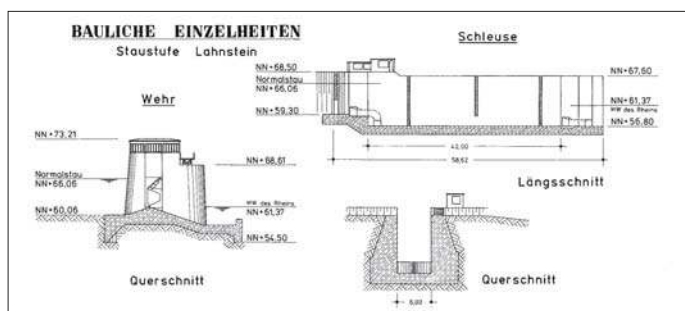 BAULICHE EINZELHEITEN
Staustufe Lahnstein
Wehr
NN+73,21
NN+68,61
Normalstau
NN+66,06
MW des Rheins
NN+61,37
NN+60,06
NN+54,50
Querschnitt
Schleuse
NN+68,50
Normalstau
NN+66,06
NN+59,30
NN+67,60
NN+61,37
MW des Rheins
NN+56,80
42,00
58,62
Längsschnitt
6,00
Querschnitt